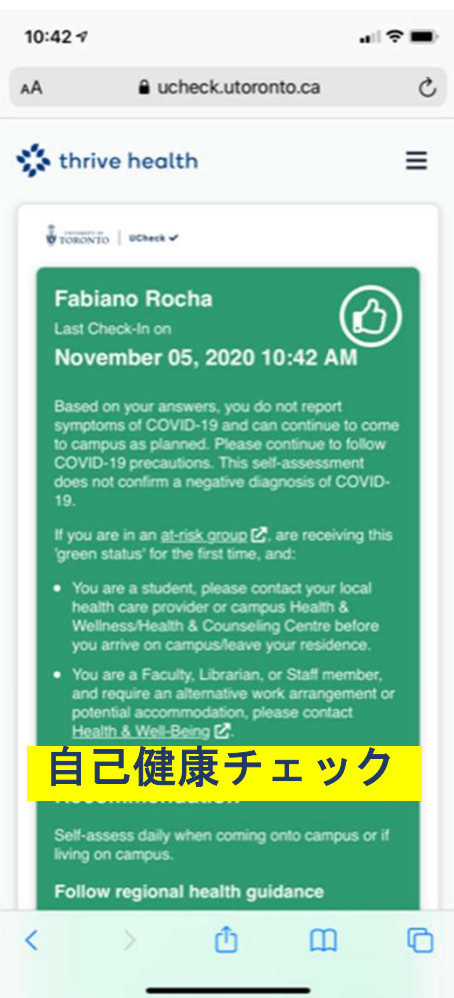 10:42
AA ucheck.utoronto.ca
thrive health
UNIVERSITY OF
TORONTO UCheck
Fabiano Rocha
Last Check-In on
November 05, 2020 10:42 AM
Based on your answers, you do not report
symptoms of COVID-19 and can continue to come
to campus as planned. Please continue to follow
COVID-19 precautions. This self-assessment
does not confirm a negative diagnosis of COVID-
19.
If you are in an at-risk group, are receiving this
'green status' for the first time, and:
• You are a student, please contact your local
health care provider or campus Health &
Wellness/Health & Counseling Centre before
you arrive on campus/leave your residence.
• You are a Faculty, Librarian, or Staff member,
and require an alternative work arrangement or
potential accommodation, please contact
Health & Well-Being.
自己健康チェック
Self-assess daily when coming onto campus or if
living on campus.
Follow regional health guidance